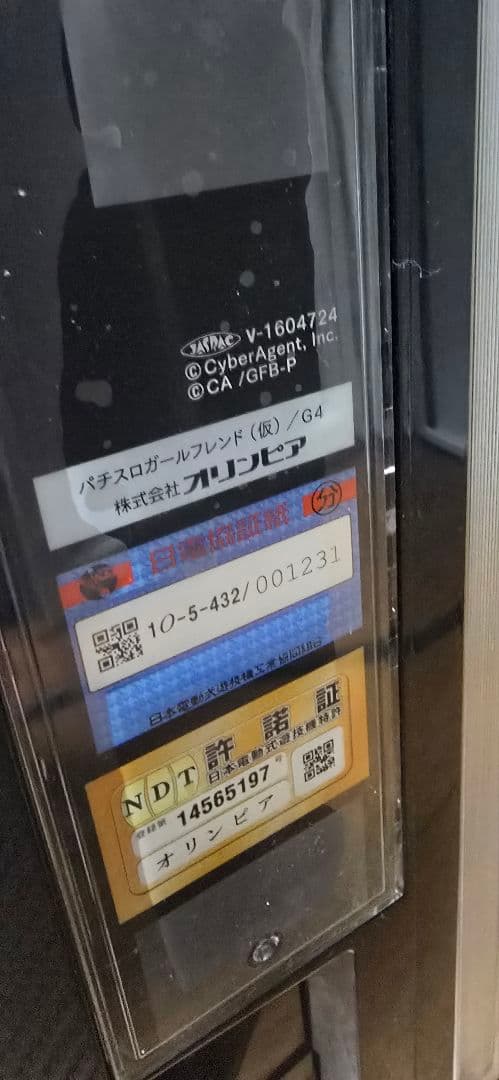 JASRAC V-1604724
©CyberAgent, Inc.
©CA /GFB-P
パチスロガールフレンド(仮)/G4
株式会社オリンピア
日電協証紙 分
10-5-432/001231
日本電動式遊技機工業協同組合
NDT 許諾証
日本電動式遊技機特許
登録第 14565197 号
オリンピア